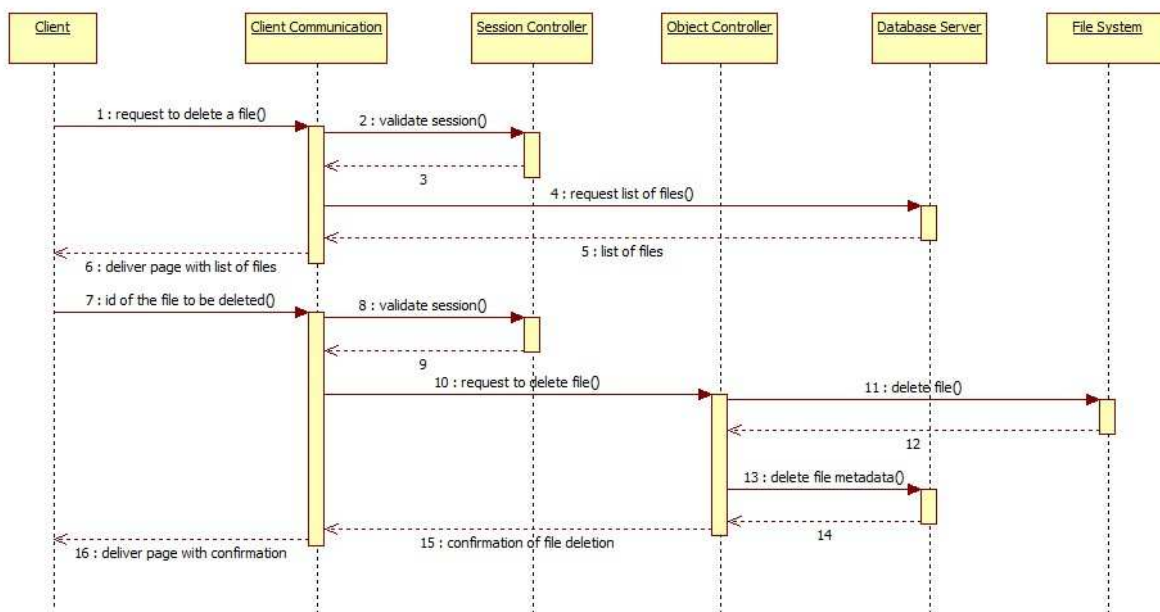 Client
Client Communication
Session Controller
Object Controller
Database Server
File System
1 : request to delete a file()
2 : validate session()
3
4 : request list of files()
5 : list of files
6 : deliver page with list of files
7 : id of the file to be deleted()
8 : validate session()
9
10 : request to delete file()
11 : delete file()
12
13 : delete file metadata()
14
15 : confirmation of file deletion
16 : deliver page with confirmation